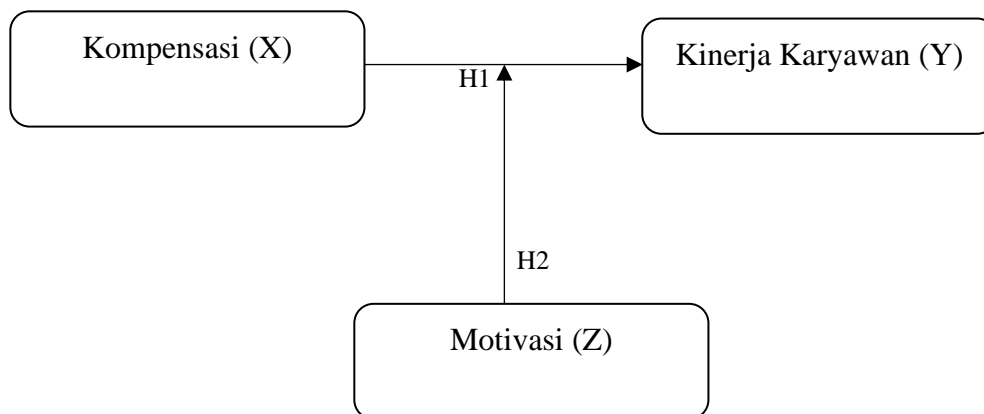 Kompensasi (X)
Kinerja Karyawan (Y)
H1
H2
Motivasi (Z)